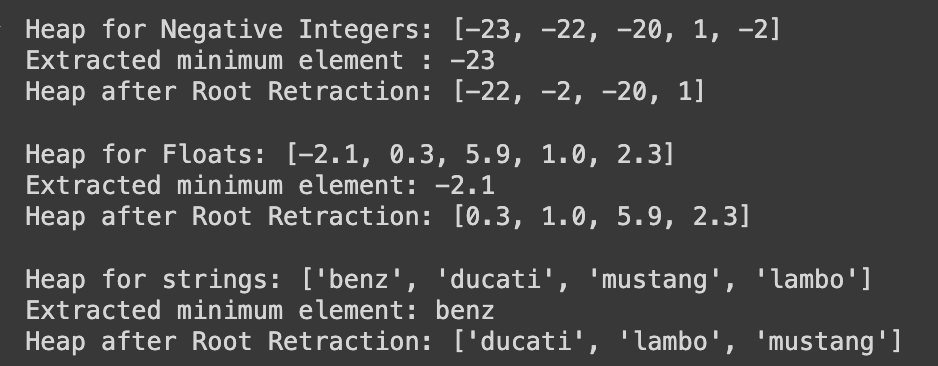 Heap for Negative Integers: [-23, -22, -20, 1, -2]
Extracted minimum element : -23
Heap after Root Retraction: [-22, -2, -20, 1]
Heap for Floats: [-2.1, 0.3, 5.9, 1.0, 2.3]
Extracted minimum element: -2.1
Heap after Root Retraction: [0.3, 1.0, 5.9, 2.3]
Heap for strings: ['benz', 'ducati', 'mustang', 'lambo']
Extracted minimum element: benz
Heap after Root Retraction: ['ducati', 'lambo', 'mustang']